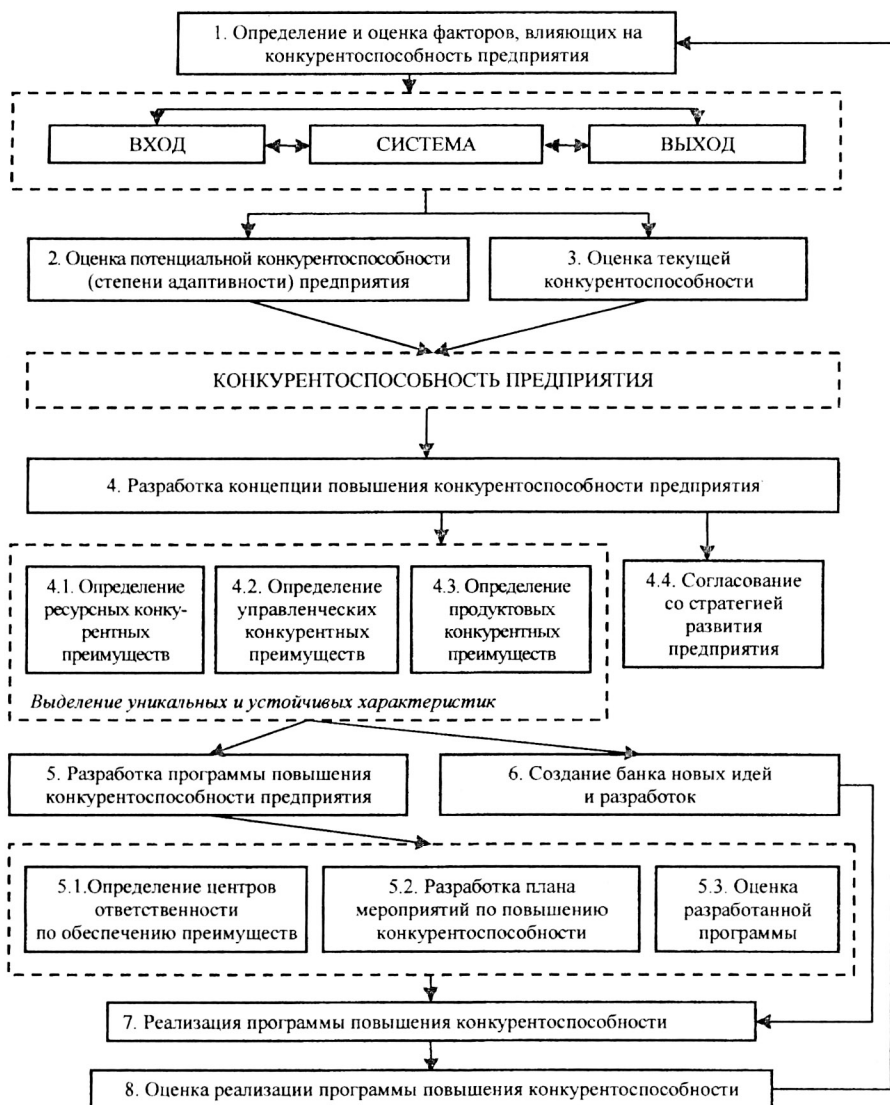 1. Определение и оценка факторов, влияющих на
конкурентоспособность предприятия
ВХОД
СИСТЕМА
ВЫХОД
2. Оценка потенциальной конкурентоспособности
(степени адаптивности) предприятия
3. Оценка текущей
конкурентоспособности
КОНКУРЕНТОСПОСОБНОСТЬ ПРЕДПРИЯТИЯ
4. Разработка концепции повышения конкурентоспособности предприятия
4.1. Определение
ресурсных конку-
рентных
преимуществ
4.2. Определение
управленческих
конкурентных
преимуществ
4.3. Определение
продуктовых
конкурентных
преимуществ
4.4. Согласование
со стратегией
развития
предприятия
Выделение уникальных и устойчивых характеристик
5. Разработка программы повышения
конкурентоспособности предприятия
6. Создание банка новых идей
и разработок
5.1.Определение центров
ответственности
по обеспечению преимуществ
5.2. Разработка плана
мероприятий по повышению
конкурентоспособности
5.3. Оценка
разработанной
программы
7. Реализация программы повышения конкурентоспособности
8. Оценка реализации программы повышения конкурентоспособности